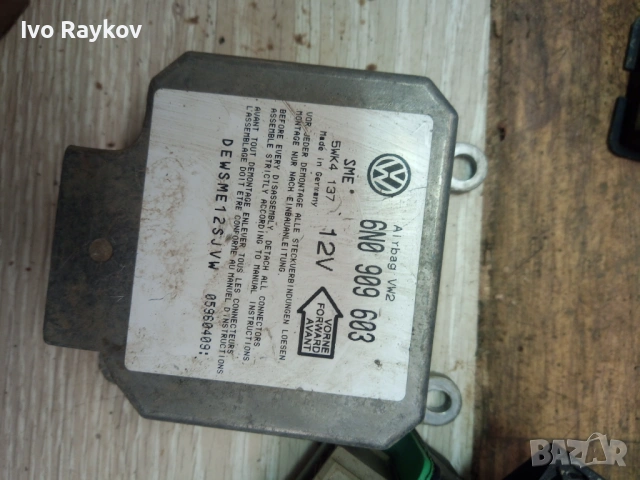 Ivo Raykov
Airbag VW2
6N0 909 603
SME*
5WK4 137
12V
Made in Germany
VORNE
FORWARD
AVANT
VOR JEDER DEMONTAGE ALLE STECKVERBINDUNGEN LOESEN
MONTAGE NUR NACH EINBAUANLEITUNG
BEFORE EVERY DISASSEMBLY, DETACH ALL CONNECTORS
ASSEMBLE STRICTLY ACCORDING TO MANUAL INSTRUCTIONS
AVANT TOUT DEMONTAGE ENLEVER TOUS LES CONNECTEURS
L'ASSEMBLAGE DOIT ETRE CONFORME AU MANUEL D'INSTRUCTIONS
DEWSME12SJVW 05960409:
BAZAR
bg